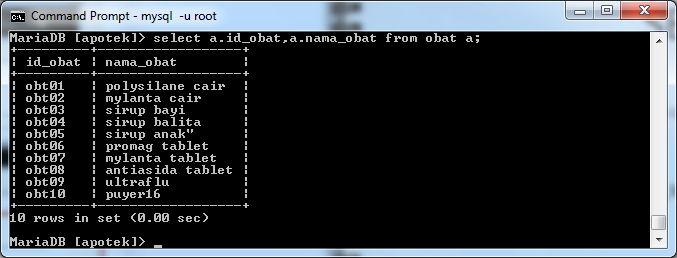 Command Prompt - mysql -u root
MariaDB [apotek]> select a.id_obat,a.nama_obat from obat a;
+---------+------------------+
| id_obat | nama_obat        |
+---------+------------------+
| obt01   | polysilane cair  |
| obt02   | mylanta cair     |
| obt03   | sirup bayi       |
| obt04   | sirup balita     |
| obt05   | sirup anak"      |
| obt06   | promag tablet    |
| obt07   | mylanta tablet   |
| obt08   | antiasida tablet |
| obt09   | ultraflu         |
| obt10   | puyer16          |
+---------+------------------+
10 rows in set (0.00 sec)
MariaDB [apotek]> _